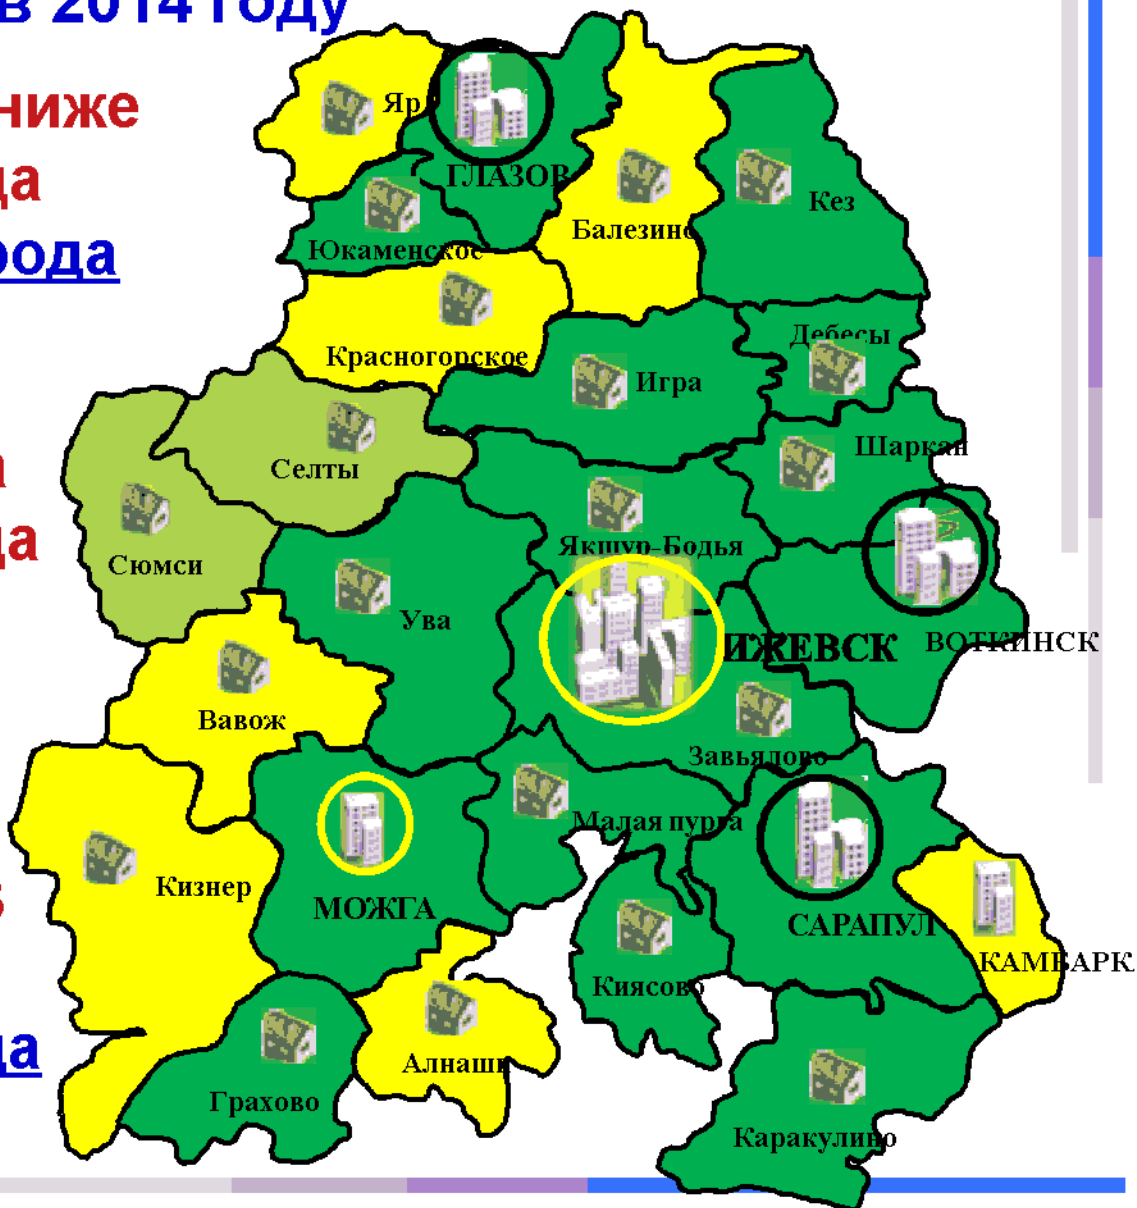 в 2014 году
ниже
да
рода
а
да
в
да
Яр
ГЛАЗОВ
Юкаменское
Балезино
Кез
Красногорское
Игра
Дебесы
Шаркан
Селты
Сюмси
Якшур-Бодья
Ува
ИЖЕВСК
ВОТКИНСК
Вавож
Завьялово
Малая пурга
Кизнер
МОЖГА
САРАПУЛ
КАМБАРК
Киясово
Алнаши
Грахово
Каракулино